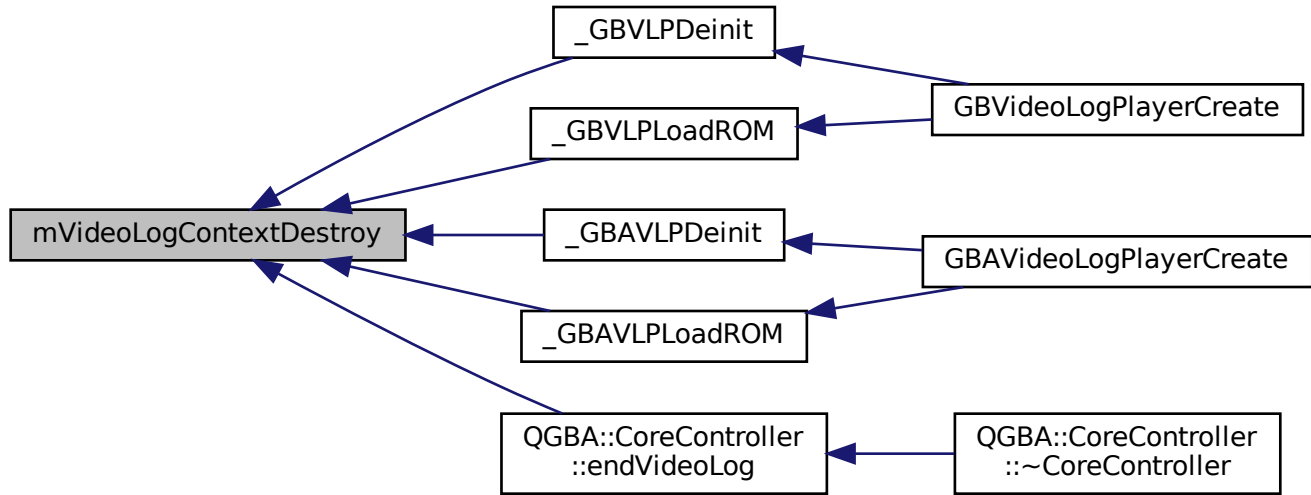 _GBVLPDeinit
GBVideoLogPlayerCreate
_GBVLPLoadROM
mVideoLogContextDestroy
_GBAVLPDeinit
GBAVideoLogPlayerCreate
_GBAVLPLoadROM
QGBA::CoreController
::endVideoLog
QGBA::CoreController
::~CoreController